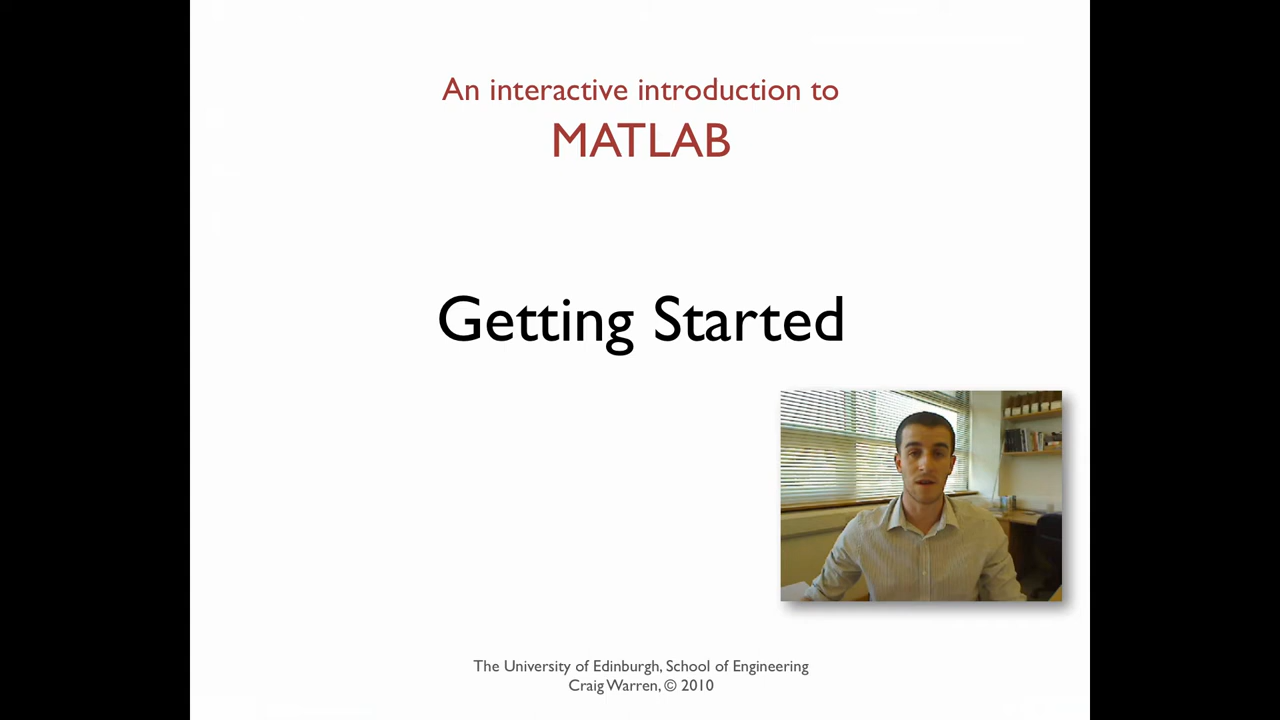 An interactive introduction to
MATLAB
Getting Started
The University of Edinburgh, School of Engineering
Craig Warren, © 2010